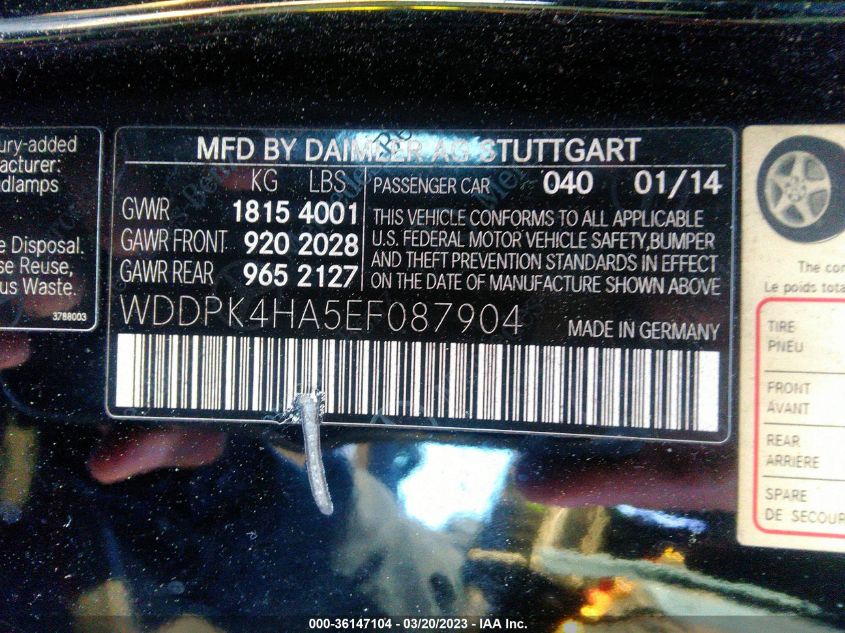 ury-added
acturer:
dlamps
e Disposal.
se Reuse,
us Waste.
3788003
MFD BY DAIMLER AG STUTTGART
KG LBS
PASSENGER CAR 040 01/14
GVWR 1815 4001
GAWR FRONT 920 2028
GAWR REAR 965 2127
THIS VEHICLE CONFORMS TO ALL APPLICABLE
U.S. FEDERAL MOTOR VEHICLE SAFETY,BUMPER
AND THEFT PREVENTION STANDARDS IN EFFECT
ON THE DATE OF MANUFACTURE SHOWN ABOVE
WDDPK4HA5EF087904
MADE IN GERMANY
The co
Le poids tota
TIRE
PNEU
FRONT
AVANT
REAR
ARRIÈRE
SPARE
DE SECOUR
000-36147104 — 03/20/2023 — IAA Inc.